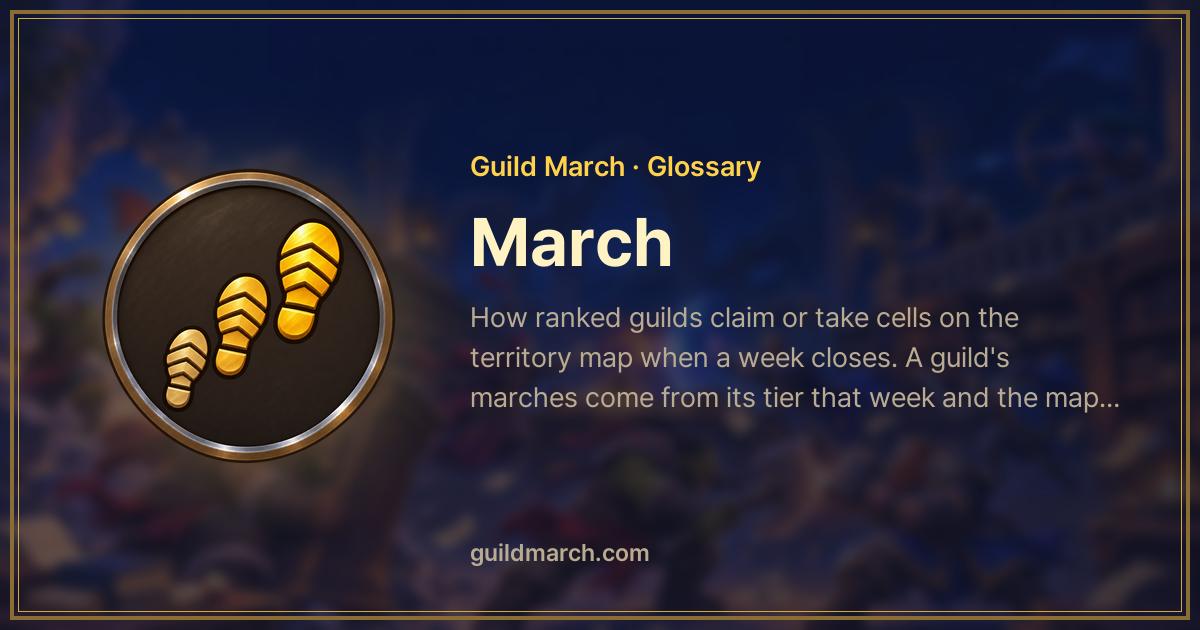 Guild March · Glossary
March
How ranked guilds claim or take cells on the
territory map when a week closes. A guild's
marches come from its tier that week and the map...
guildmarch.com